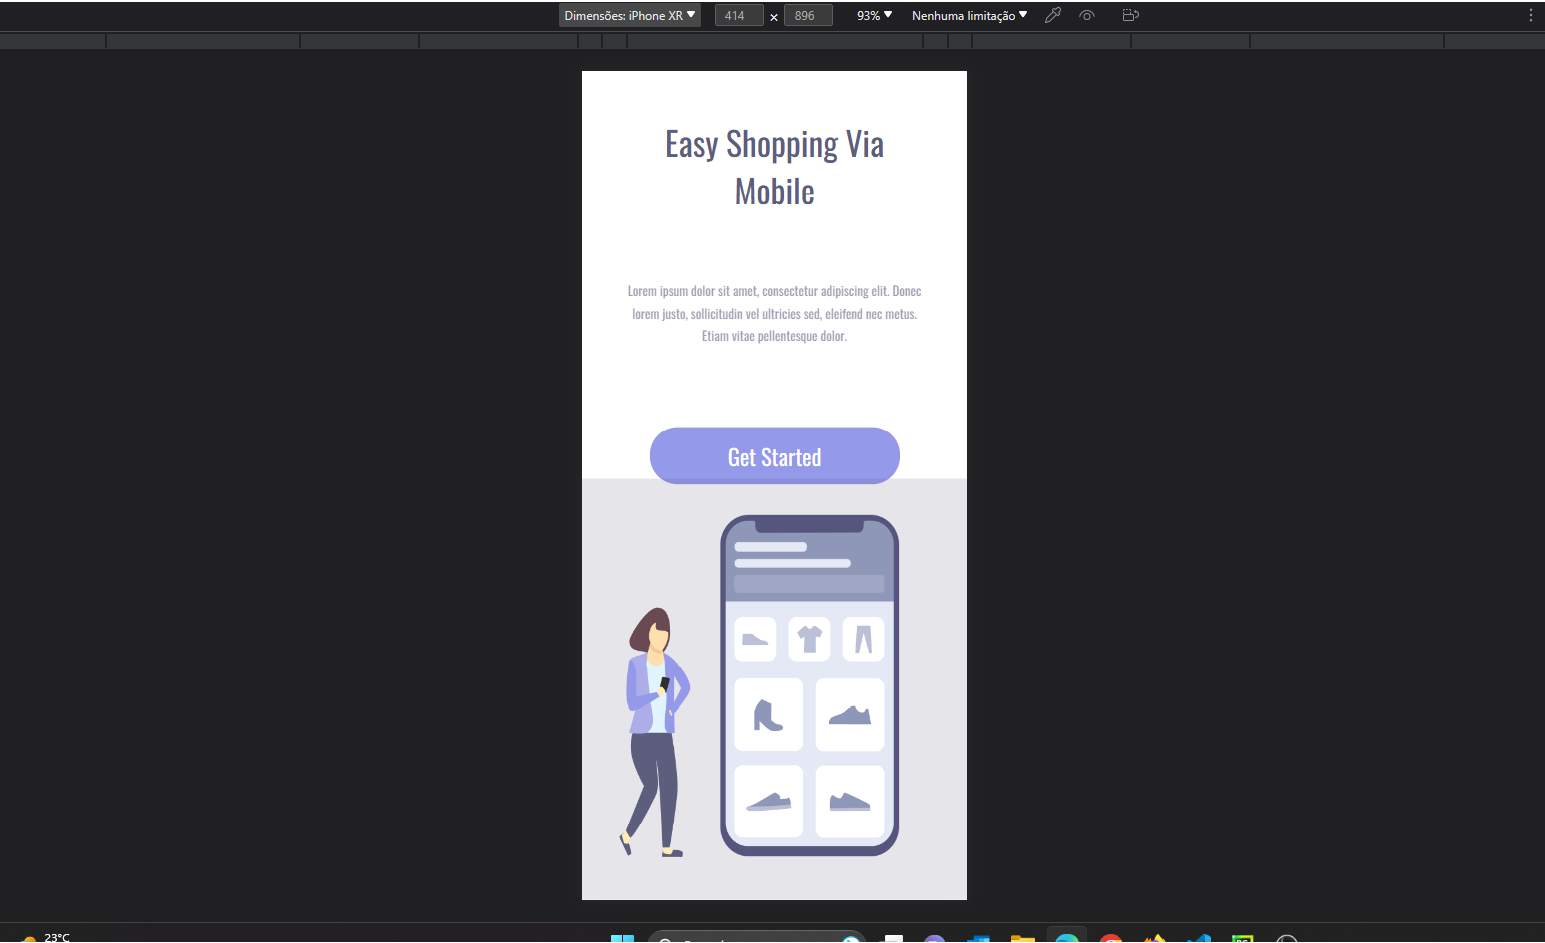 Dimensões: iPhone XR ▼ 414 × 896 93% ▼ Nenhuma limitação ▼
Easy Shopping Via
Mobile
Lorem ipsum dolor sit amet, consectetur adipiscing elit. Donec
lorem justo, sollicitudin vel ultricies sed, eleifend nec metus.
Etiam vitae pellentesque dolor.
Get Started
23°C